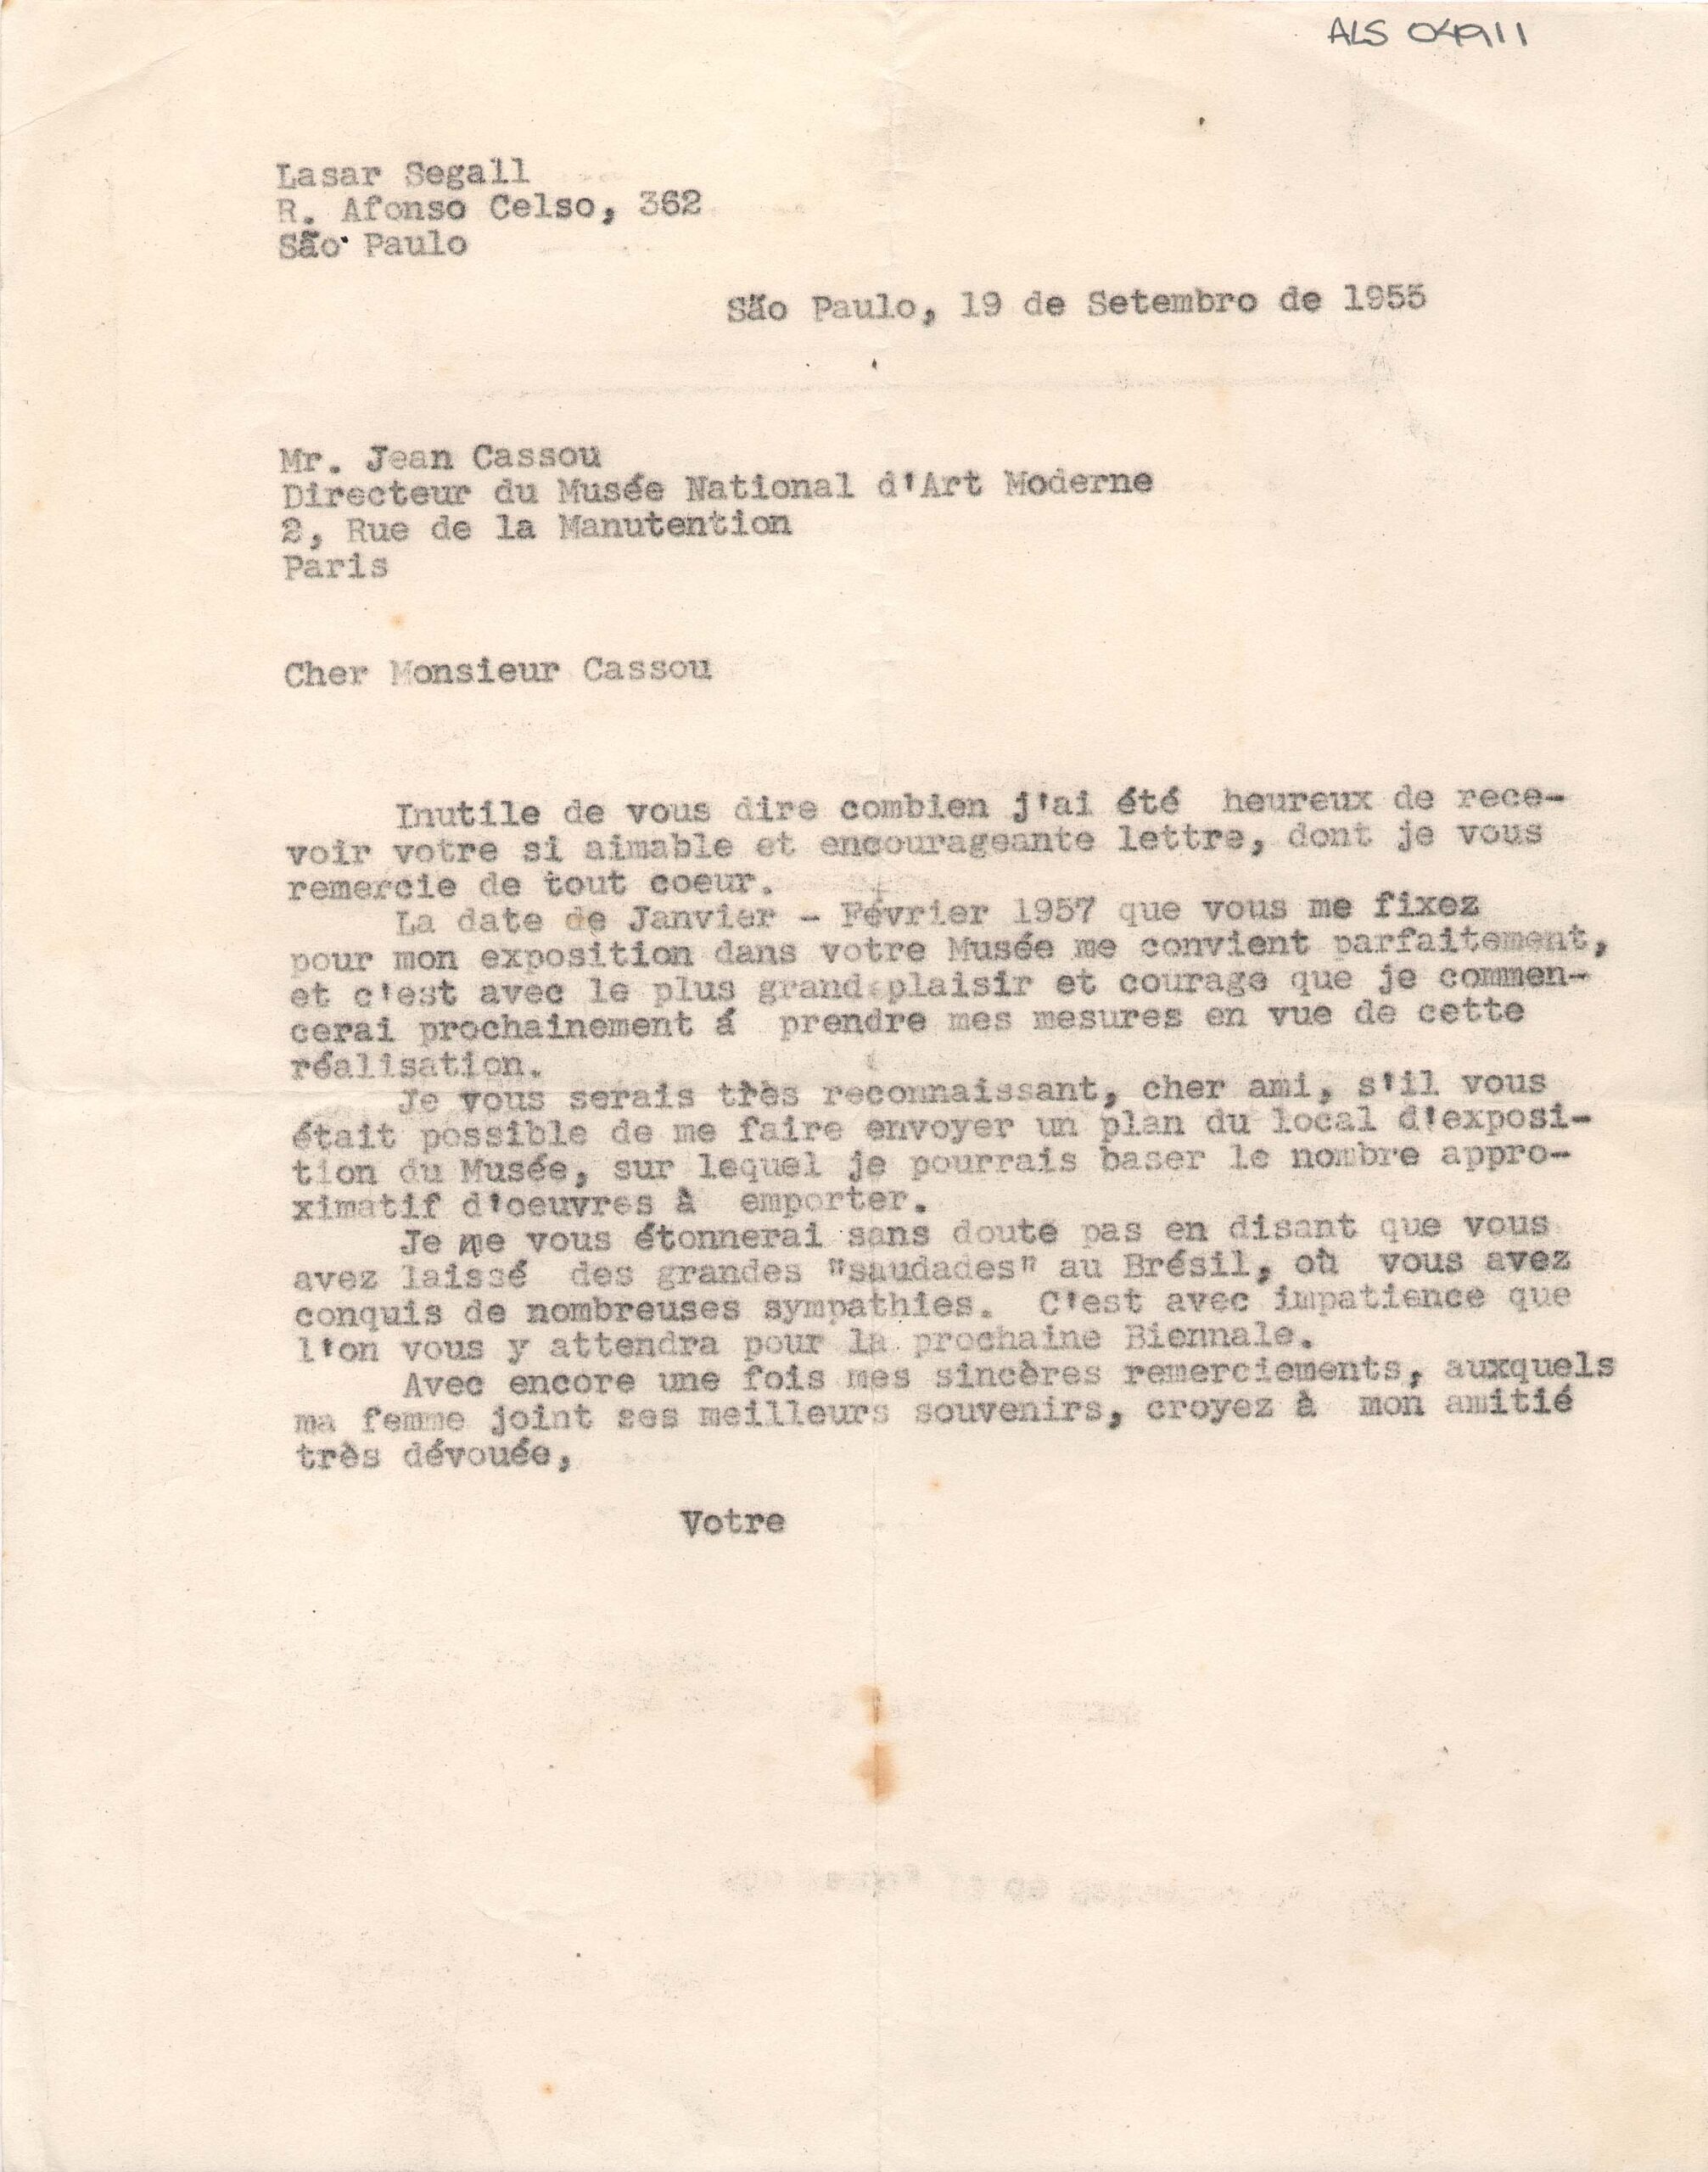 ALS 04911
Lasar Segall
R. Afonso Celso, 362
São Paulo
São Paulo, 19 de Setembro de 1955
Mr. Jean Cassou
Directeur du Musée National d'Art Moderne
2, Rue de la Manutention
Paris
Cher Monsieur Cassou
Inutile de vous dire combien j'ai été heureux de rece-
voir votre si aimable et encourageante lettre, dont je vous
remercie de tout coeur.
La date de Janvier - Février 1957 que vous me fixez
pour mon exposition dans votre Musée me convient parfaitement,
et c'est avec le plus grand plaisir et courage que je commen-
cerai prochainement á prendre mes mesures en vue de cette
réalisation.
Je vous serais très reconnaissant, cher ami, s'il vous
était possible de me faire envoyer un plan du local d'exposi-
tion du Musée, sur lequel je pourrais baser le nombre appro-
ximatif d'oeuvres à emporter.
Je ne vous étonnerai sans doute pas en disant que vous
avez laissé des grandes "saudades" au Brésil, où vous avez
conquis de nombreuses sympathies. C'est avec impatience que
l'on vous y attendra pour la prochaine Biennale.
Avec encore une fois mes sincères remerciements, auxquels
ma femme joint ses meilleurs souvenirs, croyez à mon amitié
très dévouée,
Votre